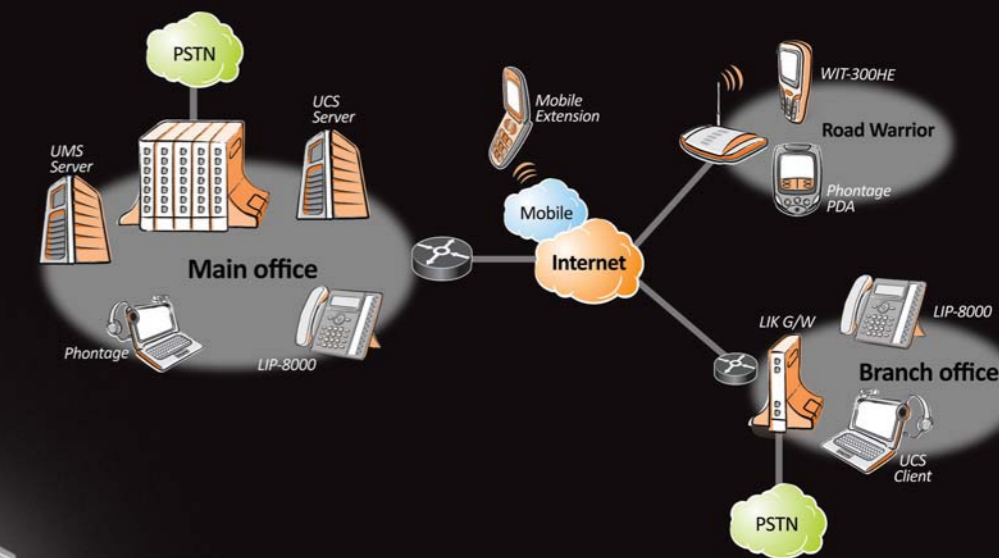 PSTN
UCS
Server
UMS
Server
Main office
Phontage
LIP-8000
Mobile
Extension
Mobile
Internet
WIT-300HE
Road Warrior
Phontage
PDA
LIK G/W
LIP-8000
Branch office
UCS
Client
PSTN